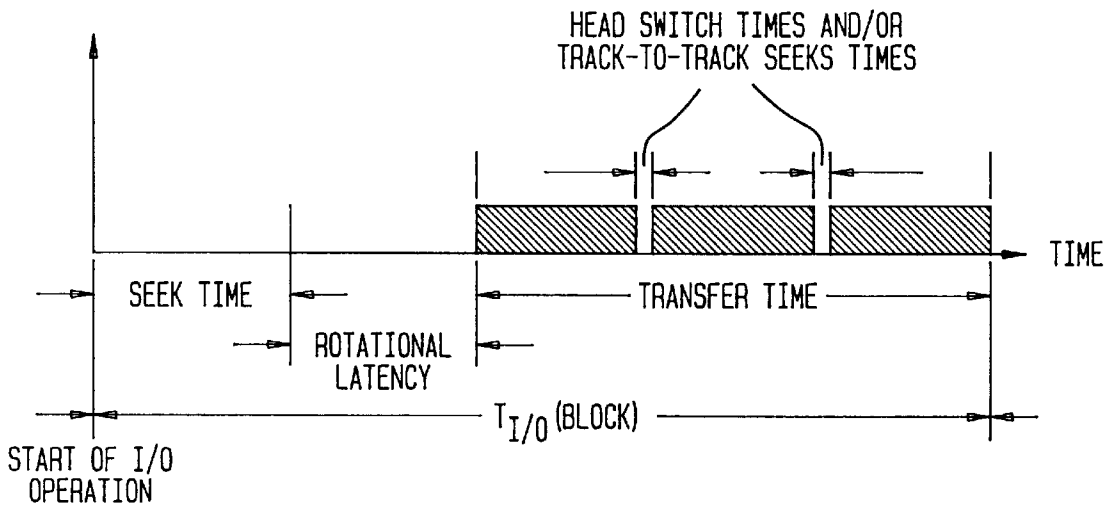 HEAD SWITCH TIMES AND/OR
TRACK-TO-TRACK SEEKS TIMES
TIME
SEEK TIME
TRANSFER TIME
ROTATIONAL
LATENCY
T_I/O (BLOCK)
START OF I/O
OPERATION